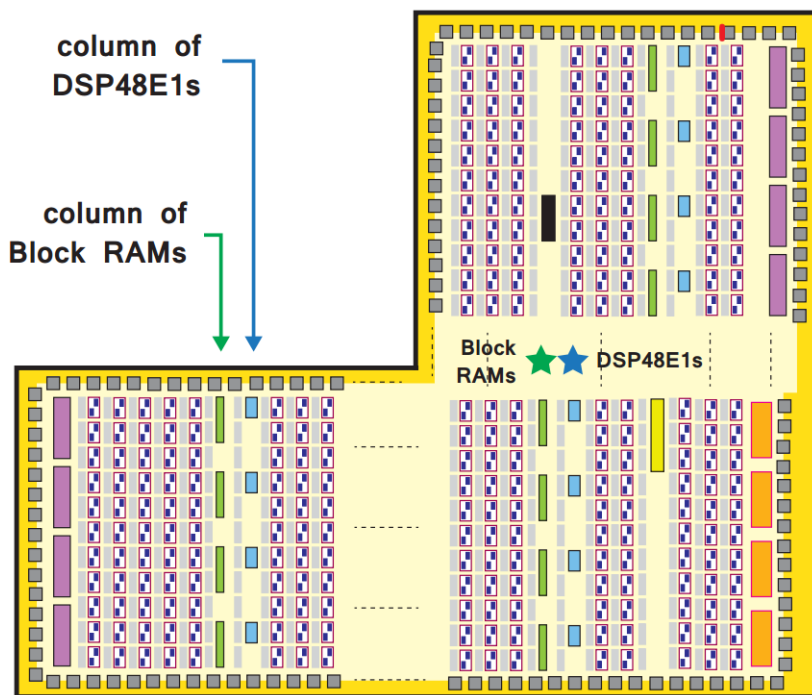 column of
DSP48E1s
column of
Block RAMs
Block
RAMs
DSP48E1s